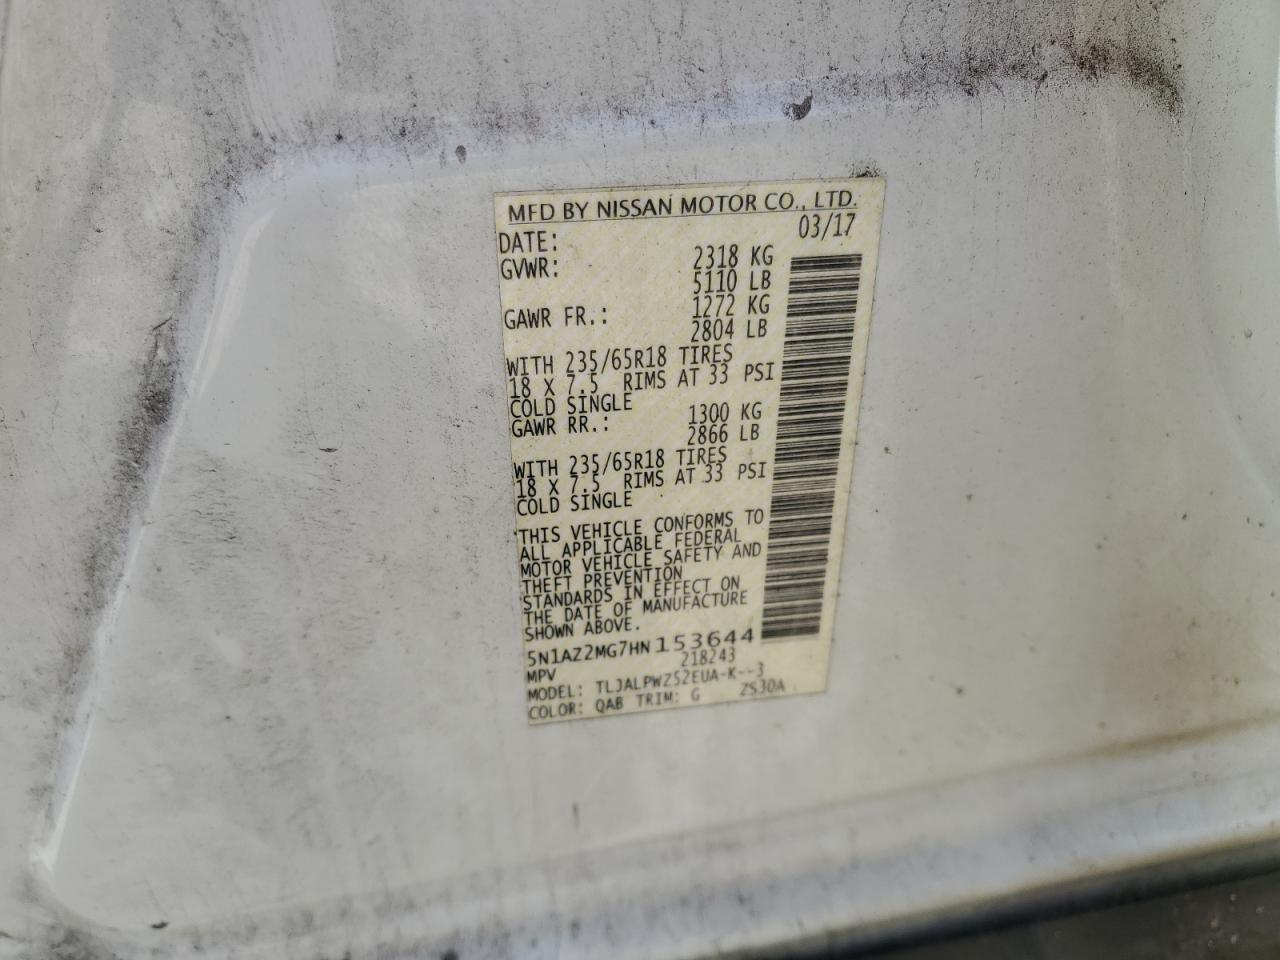 MFD BY NISSAN MOTOR CO., LTD.
DATE: 03/17
GVWR: 2318 KG
5110 LB
GAWR FR.: 1272 KG
2804 LB
WITH 235/65R18 TIRES
18 X 7.5 RIMS AT 33 PSI
COLD SINGLE
GAWR RR.: 1300 KG
2866 LB
WITH 235/65R18 TIRES
18 X 7.5 RIMS AT 33 PSI
COLD SINGLE
THIS VEHICLE CONFORMS TO
ALL APPLICABLE FEDERAL
MOTOR VEHICLE SAFETY AND
THEFT PREVENTION
STANDARDS IN EFFECT ON
THE DATE OF MANUFACTURE
SHOWN ABOVE.
5N1AZ2MG7HN153644
MPV 218243
MODEL: TLJALPWZ52EUA-K--3
COLOR: QAB TRIM: G ZS30A